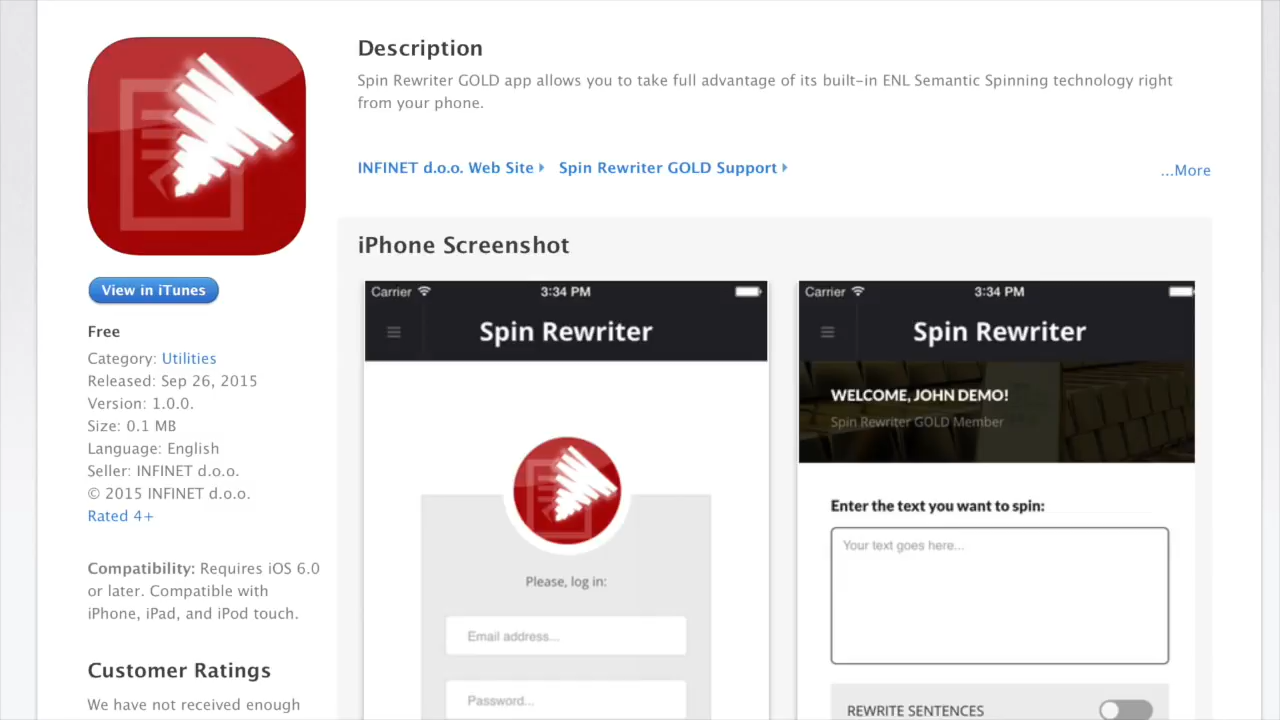 Description
Spin Rewriter GOLD app allows you to take full advantage of its built-in ENL Semantic Spinning technology right
from your phone.
INFINET d.o.o. Web Site
Spin Rewriter GOLD Support
...More
View in iTunes
Free
Category: Utilities
Released: Sep 26, 2015
Version: 1.0.0.
Size: 0.1 MB
Language: English
Seller: INFINET d.o.o.
© 2015 INFINET d.o.o.
Rated 4+
Compatibility: Requires iOS 6.0
or later. Compatible with
iPhone, iPad, and iPod touch.
Customer Ratings
We have not received enough
iPhone Screenshot
Carrier 3:34 PM
Spin Rewriter
Please, log in:
Email address...
Password...
Carrier 3:34 PM
Spin Rewriter
WELCOME, JOHN DEMO!
Spin Rewriter GOLD Member
Enter the text you want to spin:
Your text goes here...
REWRITE SENTENCES